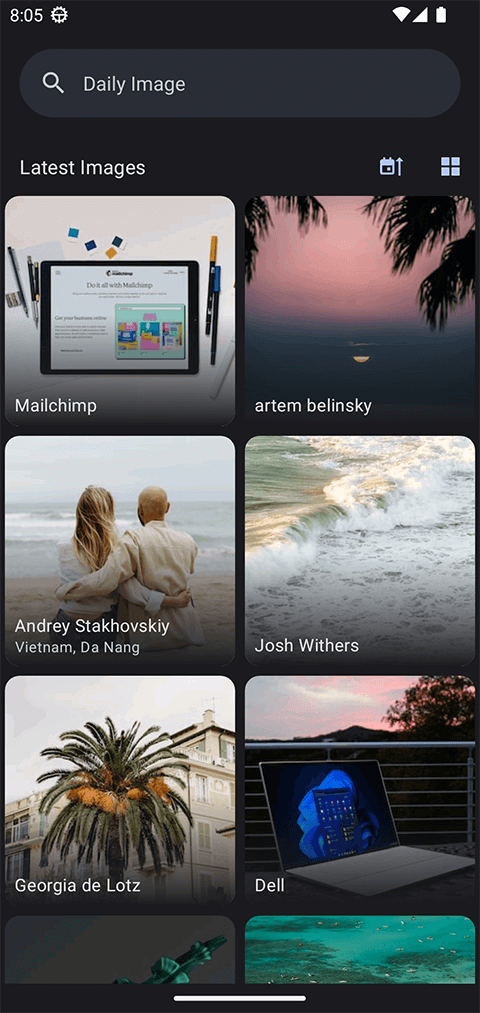 8:05
Daily Image
Latest Images
mailchimp
Do it all with Mailchimp
Get your business online
Mailchimp
artem belinsky
Andrey Stakhovskiy
Vietnam, Da Nang
Josh Withers
Georgia de Lotz
Dell